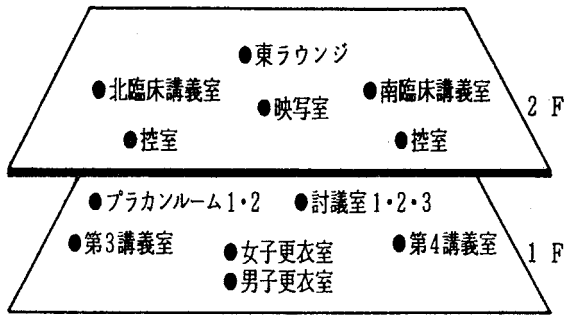 ●東ラウンジ
●北臨床講義室
●映写室
●南臨床講義室
2F
●控室
●控室
●プラカンルーム1・2
●討議室1・2・3
●第3講義室
●女子更衣室
●第4講義室
1F
●男子更衣室